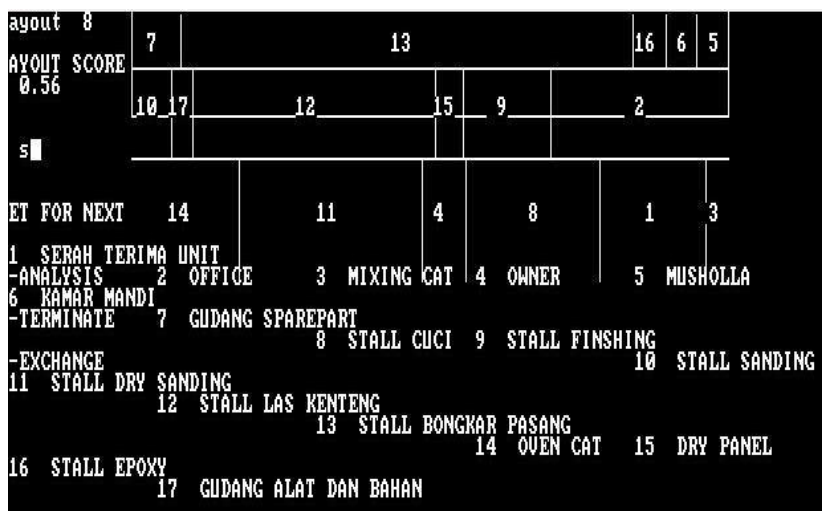 ayout 8
7 13 16 6 5
AYOUT SCORE
0.56
10 17 12 15 9 2
s
ET FOR NEXT 14 11 4 8 1 3
1 SERAH TERIMA UNIT
-ANALYSIS 2 OFFICE 3 MIXING CAT 4 OWNER 5 MUSHOLLA
6 KAMAR MANDI
-TERMINATE 7 GUDANG SPAREPART
8 STALL CUCI 9 STALL FINSHING
-EXCHANGE 10 STALL SANDING
11 STALL DRY SANDING
12 STALL LAS KENTENG
13 STALL BONGKAR PASANG
14 OVEN CAT 15 DRY PANEL
16 STALL EPOXY
17 GUDANG ALAT DAN BAHAN